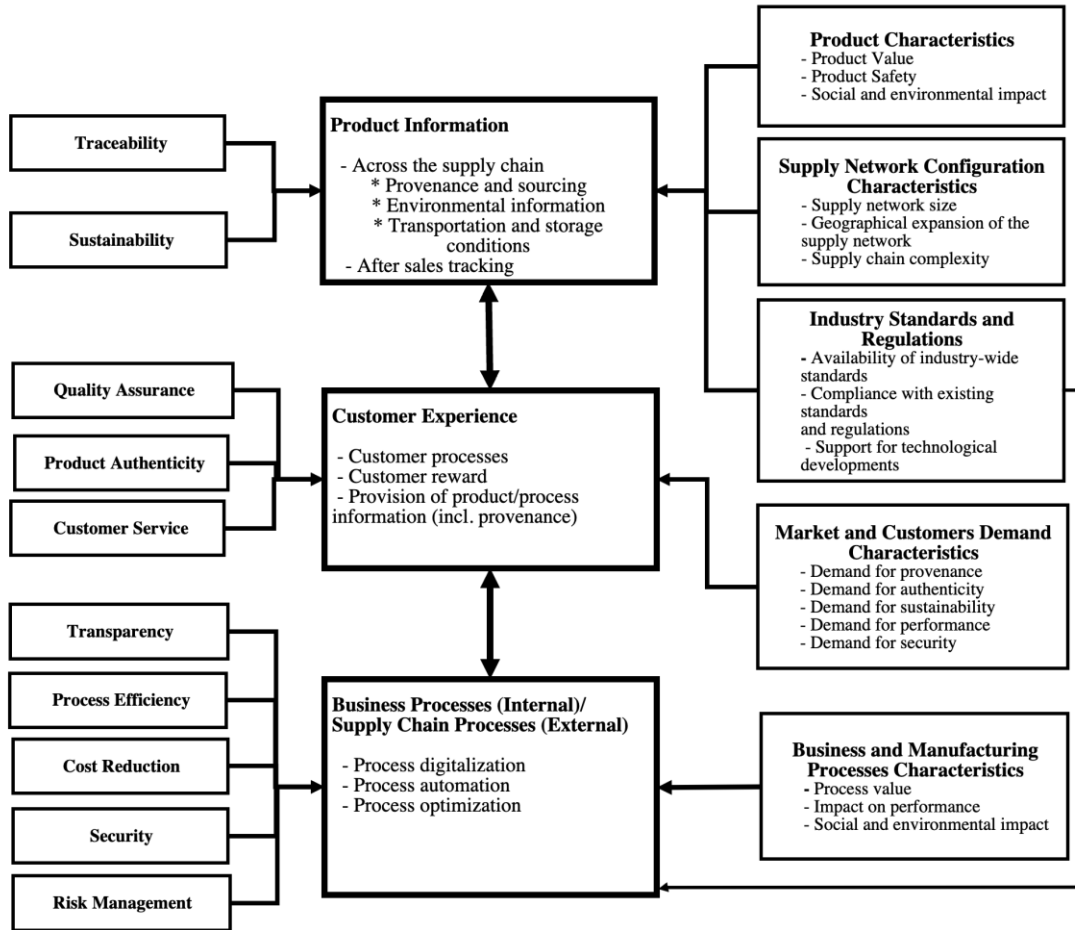 Traceability
Sustainability
Quality Assurance
Product Authenticity
Customer Service
Transparency
Process Efficiency
Cost Reduction
Security
Risk Management
Product Information
- Across the supply chain
* Provenance and sourcing
* Environmental information
* Transportation and storage
conditions
- After sales tracking
Customer Experience
- Customer processes
- Customer reward
- Provision of product/process
information (incl. provenance)
Business Processes (Internal)/
Supply Chain Processes (External)
- Process digitalization
- Process automation
- Process optimization
Product Characteristics
- Product Value
- Product Safety
- Social and environmental impact
Supply Network Configuration
Characteristics
- Supply network size
- Geographical expansion of the
supply network
- Supply chain complexity
Industry Standards and
Regulations
- Availability of industry-wide
standards
- Compliance with existing
standards
and regulations
- Support for technological
developments
Market and Customers Demand
Characteristics
- Demand for provenance
- Demand for authenticity
- Demand for sustainability
- Demand for performance
- Demand for security
Business and Manufacturing
Processes Characteristics
- Process value
- Impact on performance
- Social and environmental impact